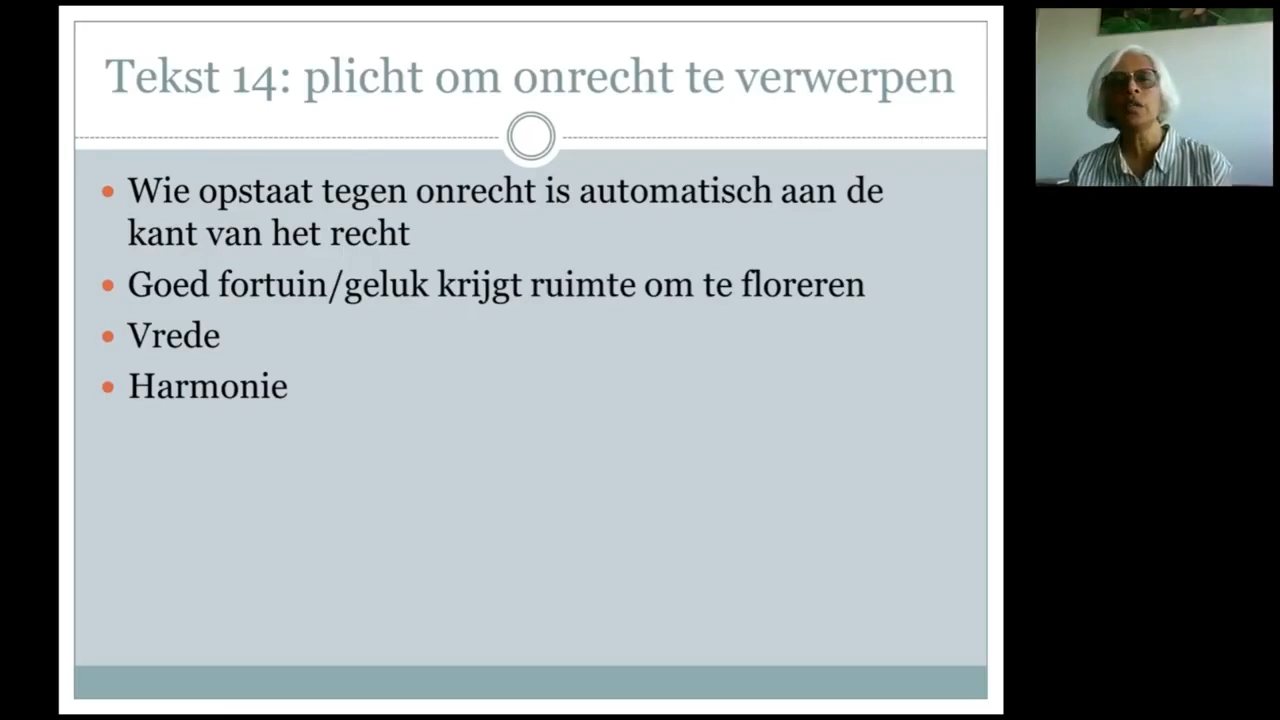 Tekst 14: plicht om onrecht te verwerpen
• Wie opstaat tegen onrecht is automatisch aan de
kant van het recht
• Goed fortuin/geluk krijgt ruimte om te floreren
• Vrede
• Harmonie